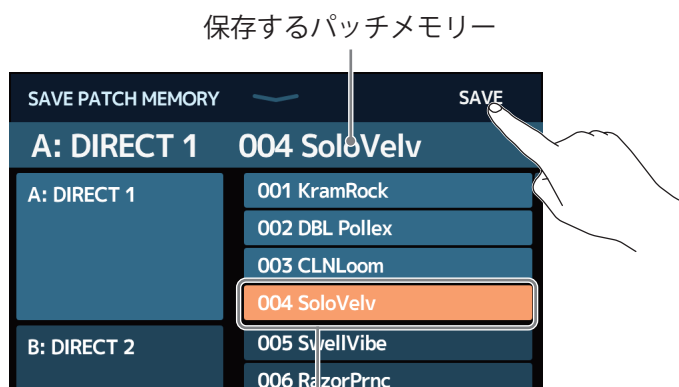 保存するパッチメモリー
SAVE PATCH MEMORY
SAVE
A: DIRECT 1 004 SoloVelv
A: DIRECT 1
001 KramRock
002 DBL Pollex
003 CLNLoom
004 SoloVelv
B: DIRECT 2
005 SwellVibe
006 RazorPrnc